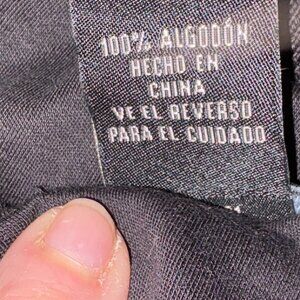 100% ALGODÓN
HECHO EN
CHINA
VE EL REVERSO
PARA EL CUIDADO